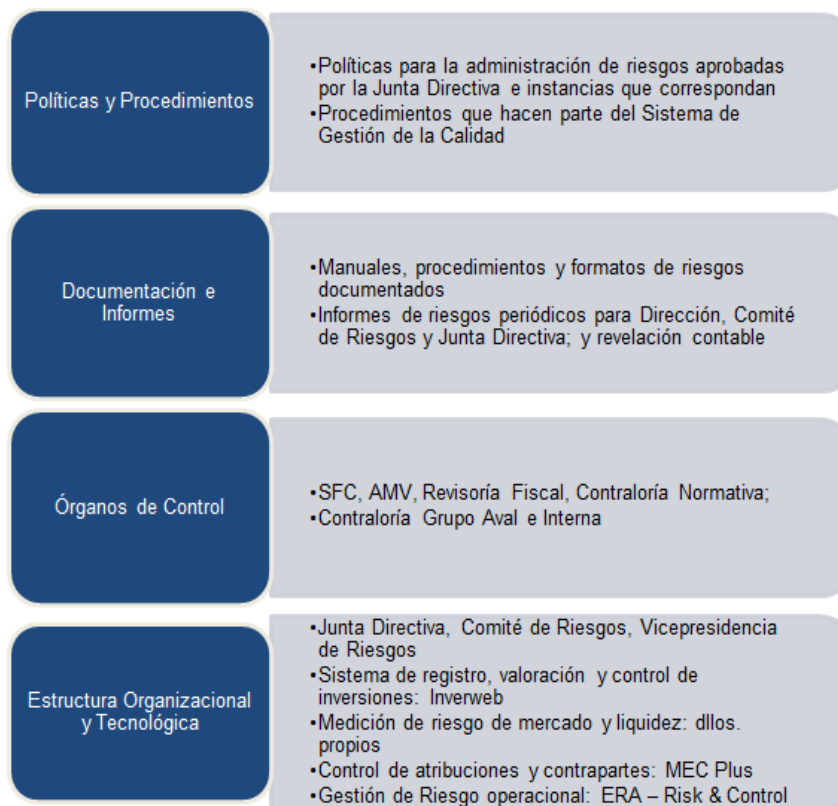 Políticas y Procedimientos
•Políticas para la administración de riesgos aprobadas
por la Junta Directiva e instancias que correspondan
•Procedimientos que hacen parte del Sistema de
Gestión de la Calidad
Documentación e
Informes
•Manuales, procedimientos y formatos de riesgos
documentados
•Informes de riesgos periódicos para Dirección, Comité
de Riesgos y Junta Directiva; y revelación contable
Órganos de Control
•SFC, AMV, Revisoría Fiscal, Contraloría Normativa;
•Contraloría Grupo Aval e Interna
Estructura Organizacional
y Tecnológica
•Junta Directiva, Comité de Riesgos, Vicepresidencia
de Riesgos
•Sistema de registro, valoración y control de
inversiones: Inverweb
•Medición de riesgo de mercado y liquidez: dllos.
propios
•Control de atribuciones y contrapartes: MEC Plus
•Gestión de Riesgo operacional: ERA – Risk & Control